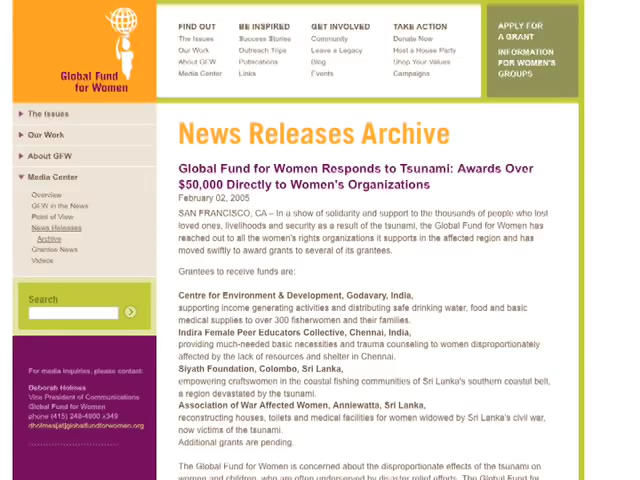 FIND OUT
The Issues
Our Work
About GFW
Media Center
BE INSPIRED
Success Stories
Outreach Trips
Publications
Links
GET INVOLVED
Community
Leave a Legacy
Blog
Events
TAKE ACTION
Donate Now
Host a House Party
Shop Your Values
Campaigns
APPLY FOR
A GRANT
INFORMATION
FOR WOMEN'S
GROUPS
Global Fund
for Women
The Issues
Our Work
About GFW
Media Center
Overview
GFW in the News
Point of View
News Releases
Archive
Grantee News
Videos
Search
For media inquiries, please contact:
Deborah Holmes
Vice President of Communications
Global Fund for Women
phone (415) 248-4800 x349
dholmes[at]globalfundforwomen.org
News Releases Archive
Global Fund for Women Responds to Tsunami: Awards Over
$50,000 Directly to Women's Organizations
February 02, 2005
SAN FRANCISCO, CA – In a show of solidarity and support to the thousands of people who lost
loved ones, livelihoods and security as a result of the tsunami, the Global Fund for Women has
reached out to all the women's rights organizations it supports in the affected region and has
moved swiftly to award grants to several of its grantees.
Grantees to receive funds are:
Centre for Environment & Development, Godavary, India,
supporting income generating activities and distributing safe drinking water, food and basic
medical supplies to over 300 fisherwomen and their families.
Indira Female Peer Educators Collective, Chennai, India,
providing much-needed basic necessities and trauma counseling to women disproportionately
affected by the lack of resources and shelter in Chennai.
Siyath Foundation, Colombo, Sri Lanka,
empowering craftswomen in the coastal fishing communities of Sri Lanka's southern coastal belt,
a region devastated by the tsunami.
Association of War Affected Women, Anniewatta, Sri Lanka,
reconstructing houses, toilets and medical facilities for women widowed by Sri Lanka's civil war,
now victims of the tsunami.
Additional grants are pending.
The Global Fund for Women is concerned about the disproportionate effects of the tsunami on
women and children, who are often underserved by disaster relief efforts. The Global Fund for